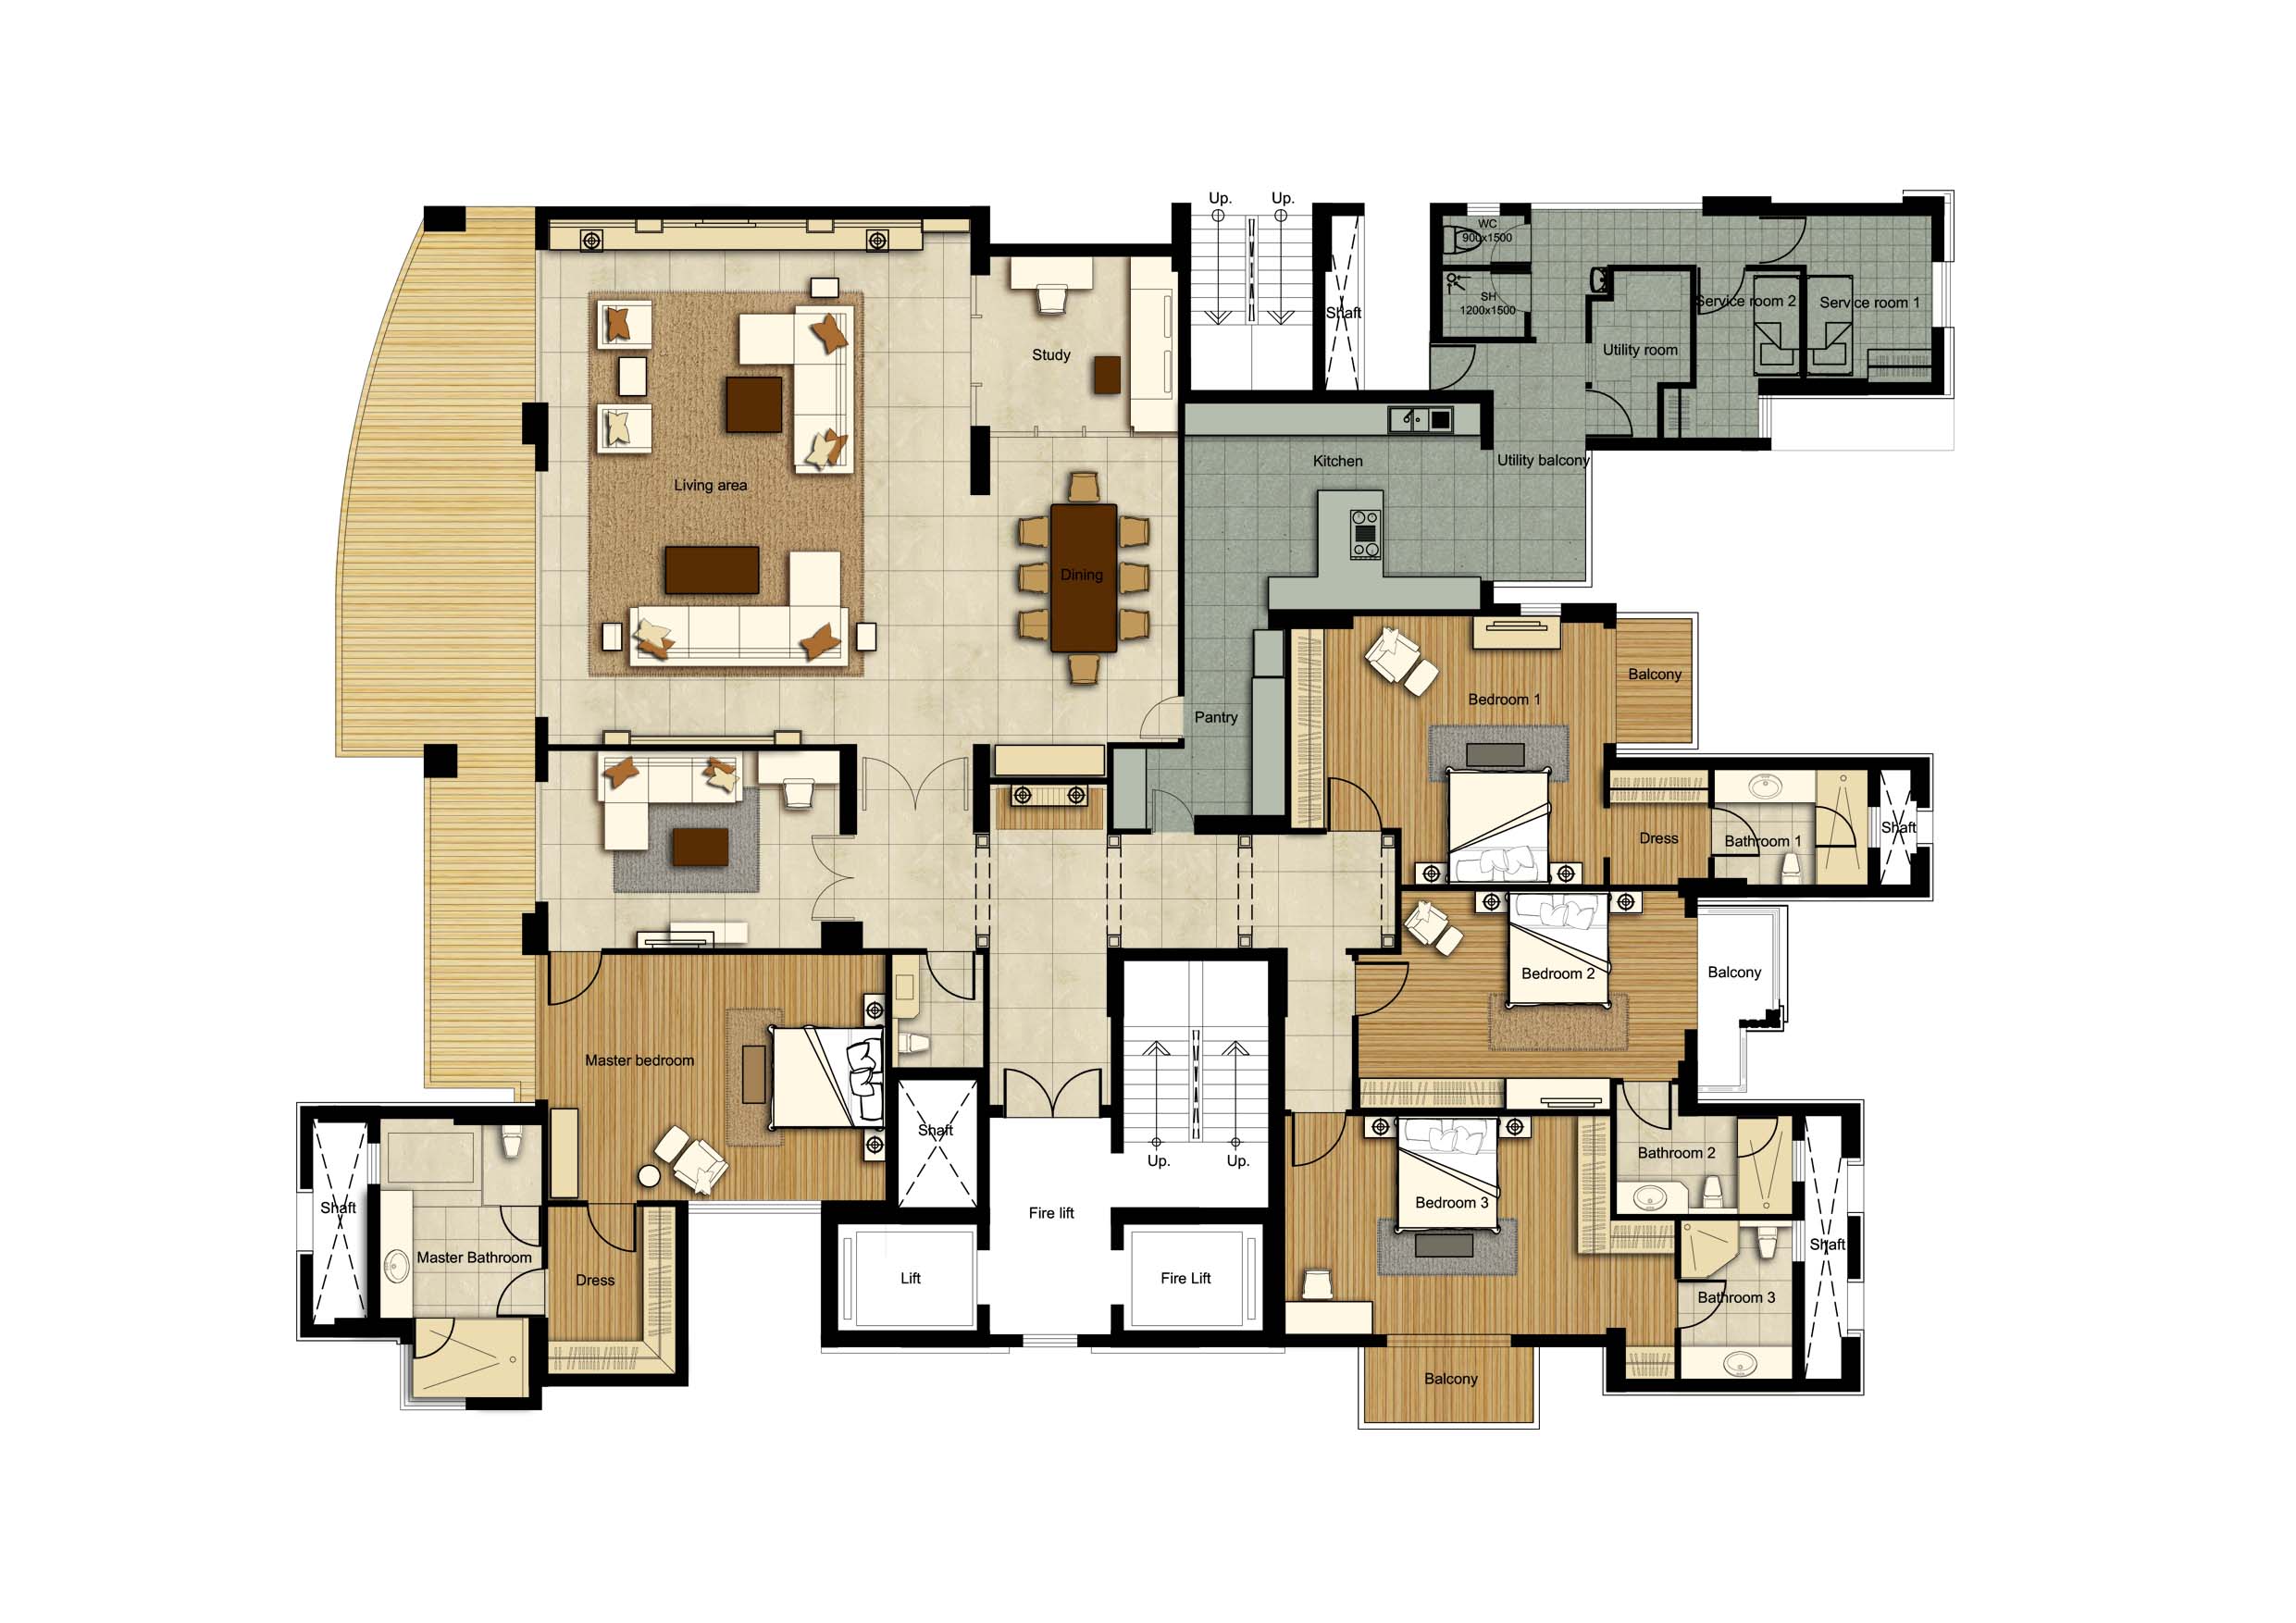 Up.
Up.
WC
900x1500
SH
1200x1500
Shaft
Service room 2
Service room 1
Study
Utility room
Kitchen
Utility balcony
Living area
Dining
Balcony
Bedroom 1
Pantry
Shaft
Dress
Bathroom 1
Bedroom 2
Balcony
Master bedroom
Shaft
Up.
Up.
Bathroom 2
Bedroom 3
Shaft
Fire lift
Shaft
Master Bathroom
Dress
Lift
Fire Lift
Bathroom 3
Balcony